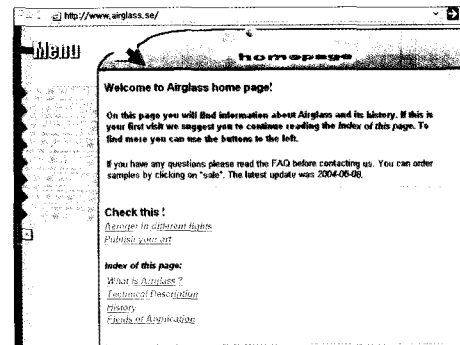 http://www.airglass.se/
Menu
homepage
Welcome to Airglass home page!
On this page you will find information about Airglass and its history. If this is
your first visit we suggest you to continue reading the Index of this page. To
find more you can use the buttons to the left.
If you have any questions please read the FAQ before contacting us. You can order
samples by clicking on "sale". The latest update was 2004-06-08.
Check this !
Aerogel in different lights
Publish your art
Index of this page:
What is Airglass ?
Technical Description
History
Fields of Application